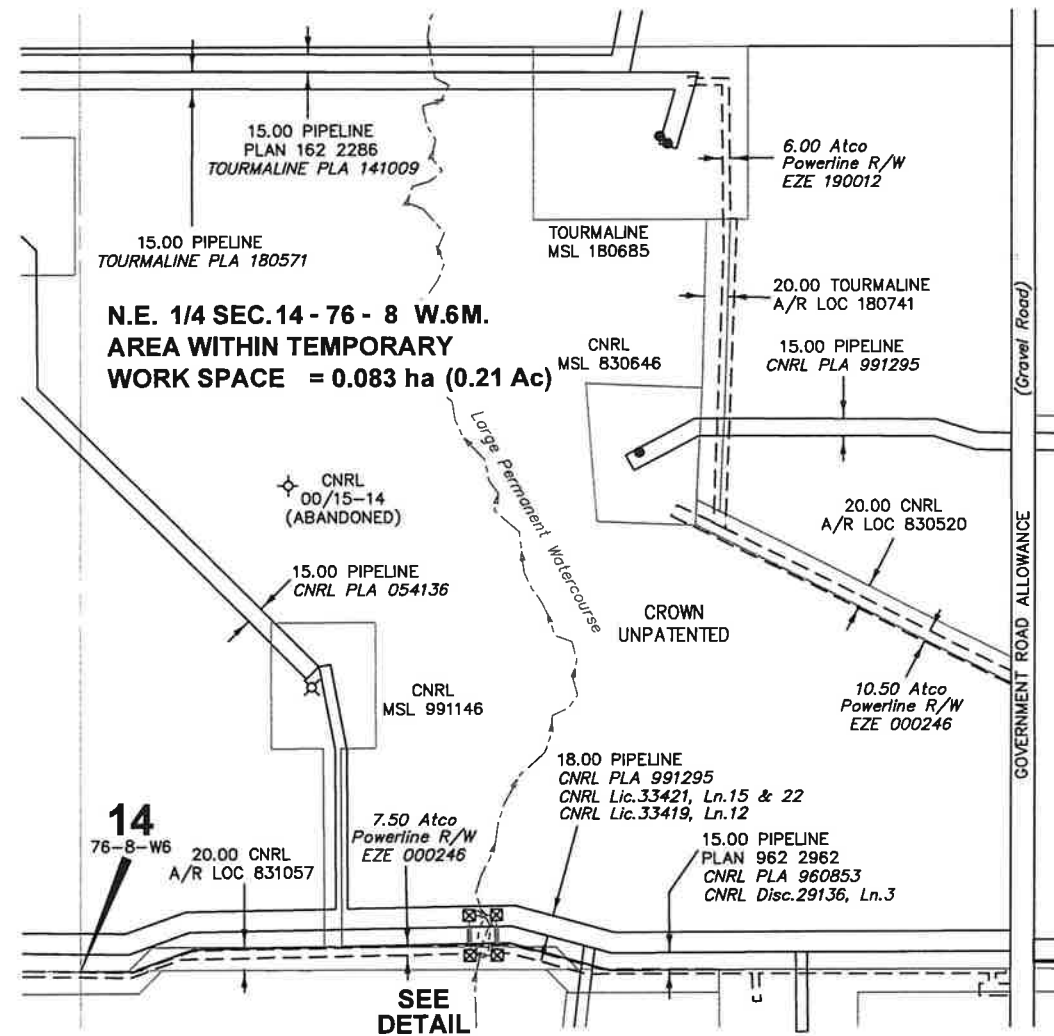 15.00 PIPELINE
PLAN 162 2286
TOURMALINE PLA 141009
15.00 PIPELINE
TOURMALINE PLA 180571
6.00 Atco
Powerline R/W
EZE 190012
TOURMALINE
MSL 180685
20.00 TOURMALINE
A/R LOC 180741
N.E. 1/4 SEC.14 - 76 - 8 W.6M.
AREA WITHIN TEMPORARY
WORK SPACE = 0.083 ha (0.21 Ac)
CNRL
MSL 830646
15.00 PIPELINE
CNRL PLA 991295
Large Permanent Watercourse
CNRL
00/15-14
(ABANDONED)
20.00 CNRL
A/R LOC 830520
15.00 PIPELINE
CNRL PLA 054136
CROWN
UNPATENTED
CNRL
MSL 991146
10.50 Atco
Powerline R/W
EZE 000246
GOVERNMENT ROAD ALLOWANCE (Gravel Road)
18.00 PIPELINE
CNRL PLA 991295
CNRL Lic.33421, Ln.15 & 22
CNRL Lic.33419, Ln.12
14
76-8-W6
20.00 CNRL
A/R LOC 831057
7.50 Atco
Powerline R/W
EZE 000246
15.00 PIPELINE
PLAN 962 2962
CNRL PLA 960853
CNRL Disc.29136, Ln.3
SEE
DETAIL